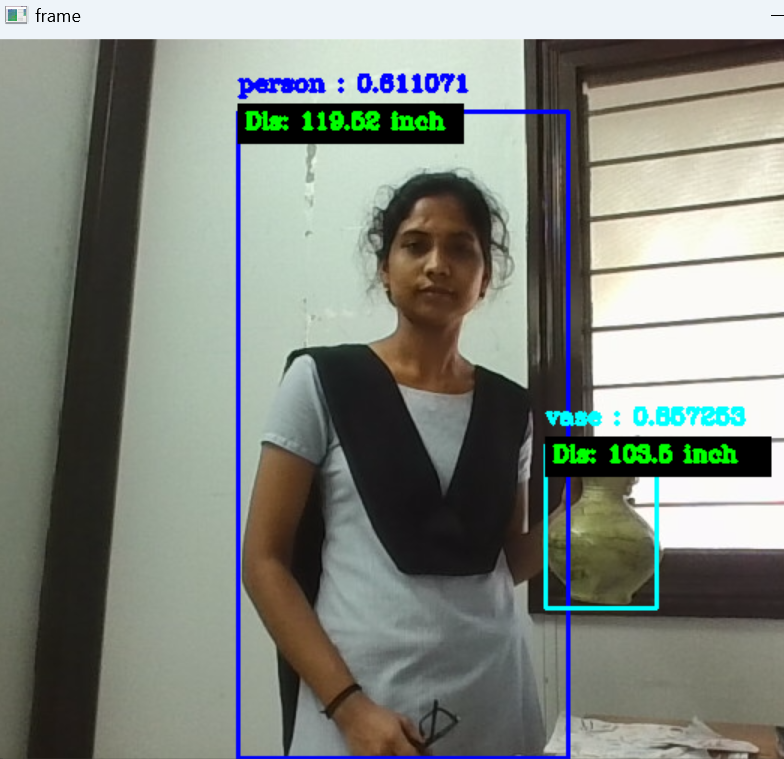 frame
person : 0.611071
Dis: 119.52 inch
vase : 0.857253
Dis: 103.5 inch